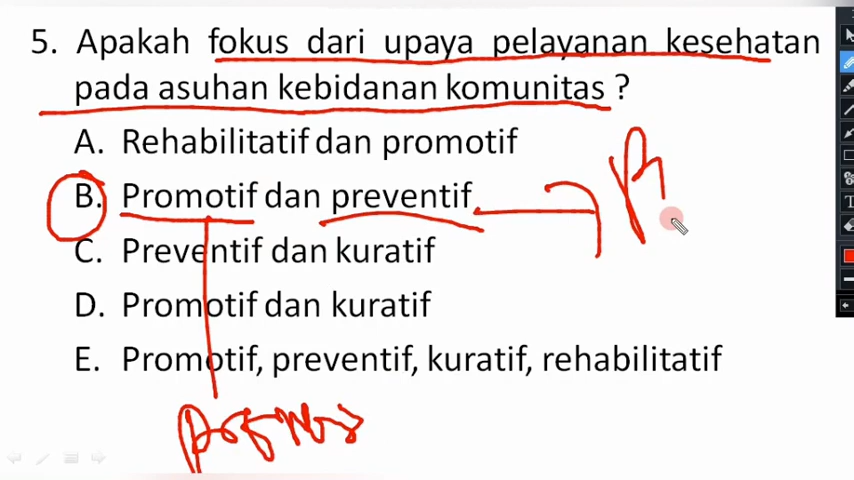 5. Apakah fokus dari upaya pelayanan kesehatan
pada asuhan kebidanan komunitas ?
A. Rehabilitatif dan promotif
B. Promotif dan preventif
C. Preventif dan kuratif
D. Promotif dan kuratif
E. Promotif, preventif, kuratif, rehabilitatif